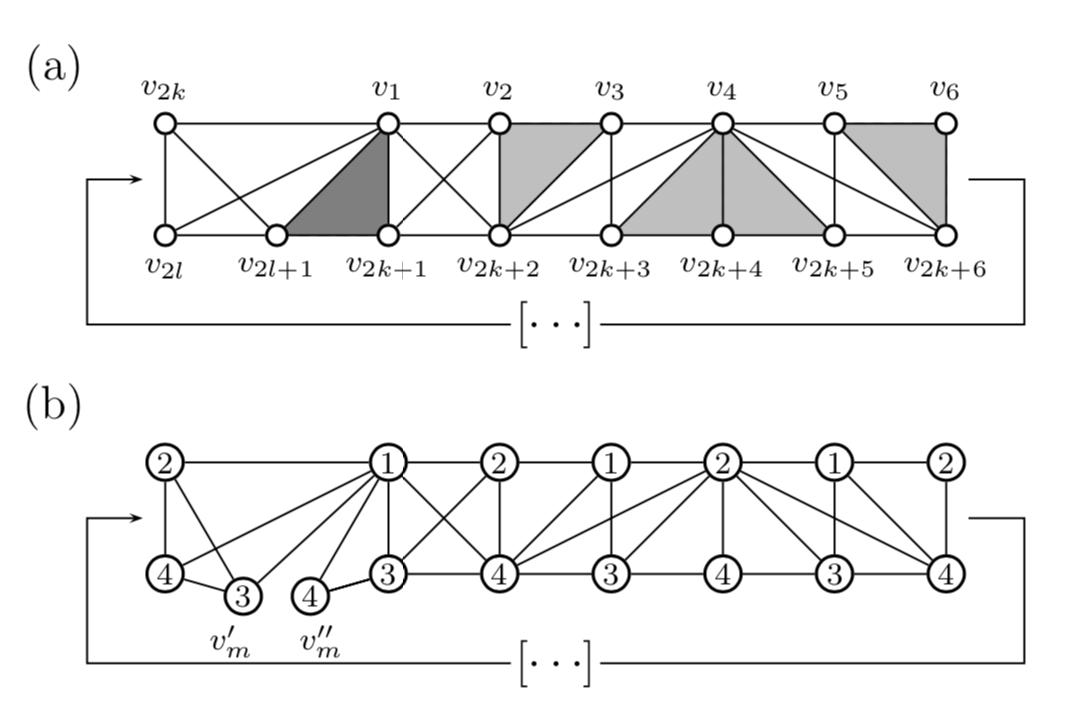 (a)
v_{2k} v_1 v_2 v_3 v_4 v_5 v_6
v_{2l} v_{2l+1} v_{2k+1} v_{2k+2} v_{2k+3} v_{2k+4} v_{2k+5} v_{2k+6}
[· · ·]
(b)
2 1 2 1 2 1 2
4 3 4 3 4 3 4 3 4
v'_m v''_m
[· · ·]